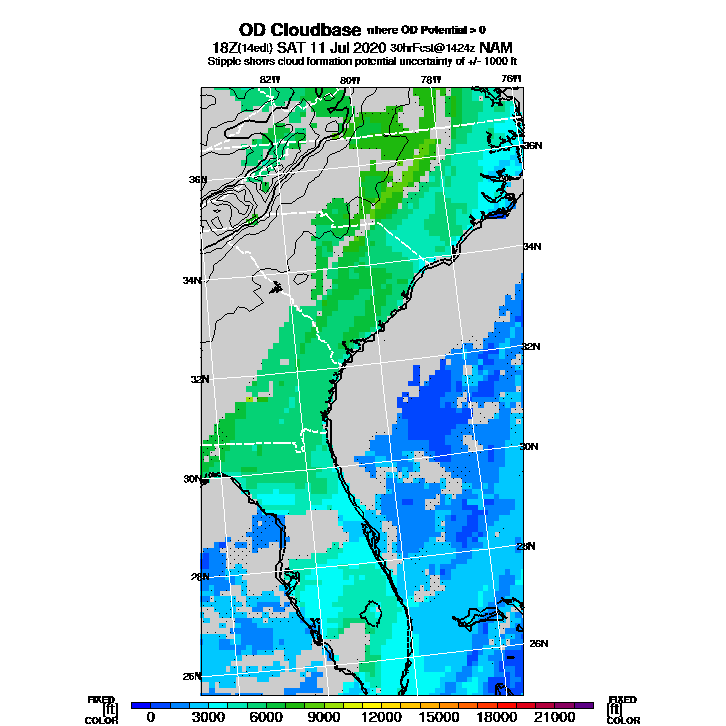 OD Cloudbase where OD Potential > 0
18Z(14edt) SAT 11 Jul 2020 30hrFcst@1424z NAM
Stipple shows cloud formation potential uncertainty of +/- 1000 ft
82W 80W 78W 76W
36N
36N
34N
34N
32N
32N
30N
30N
28N
28N
26N
26N
FIXED FIXED
[ft] 0 3000 6000 9000 12000 15000 18000 21000 [ft]
COLOR COLOR